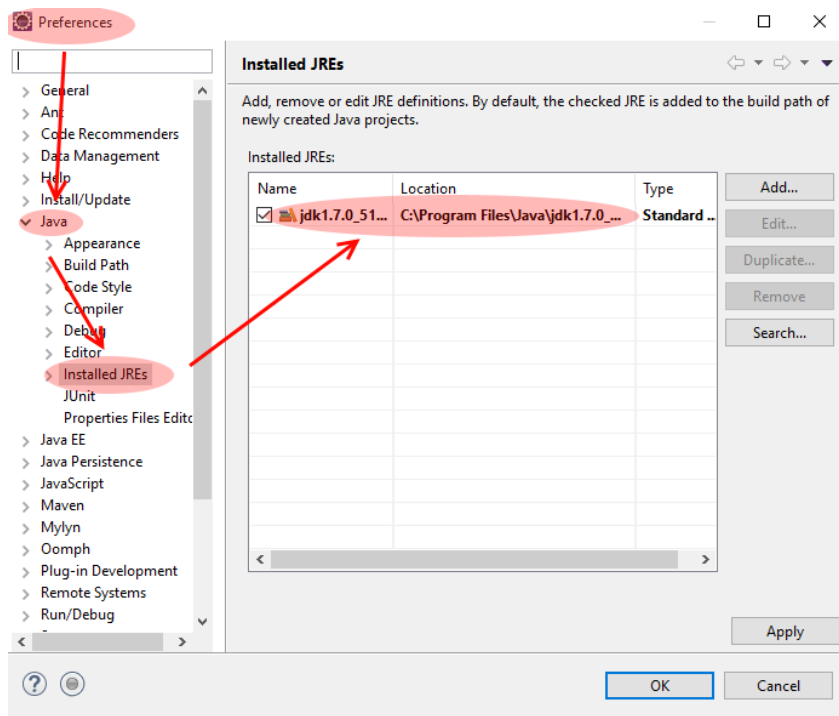 Preferences
Installed JREs
General
Ant
Code Recommenders
Data Management
Help
Install/Update
Java
Appearance
Build Path
Code Style
Compiler
Debug
Editor
Installed JREs
JUnit
Properties Files Edito
Java EE
Java Persistence
JavaScript
Maven
Mylyn
Oomph
Plug-in Development
Remote Systems
Run/Debug
Add, remove or edit JRE definitions. By default, the checked JRE is added to the build path of
newly created Java projects.
Installed JREs:
Name Location Type
jdk1.7.0_51... C:\Program Files\Java\jdk1.7.0_... Standard ..
Add...
Edit...
Duplicate...
Remove
Search...
Apply
OK Cancel